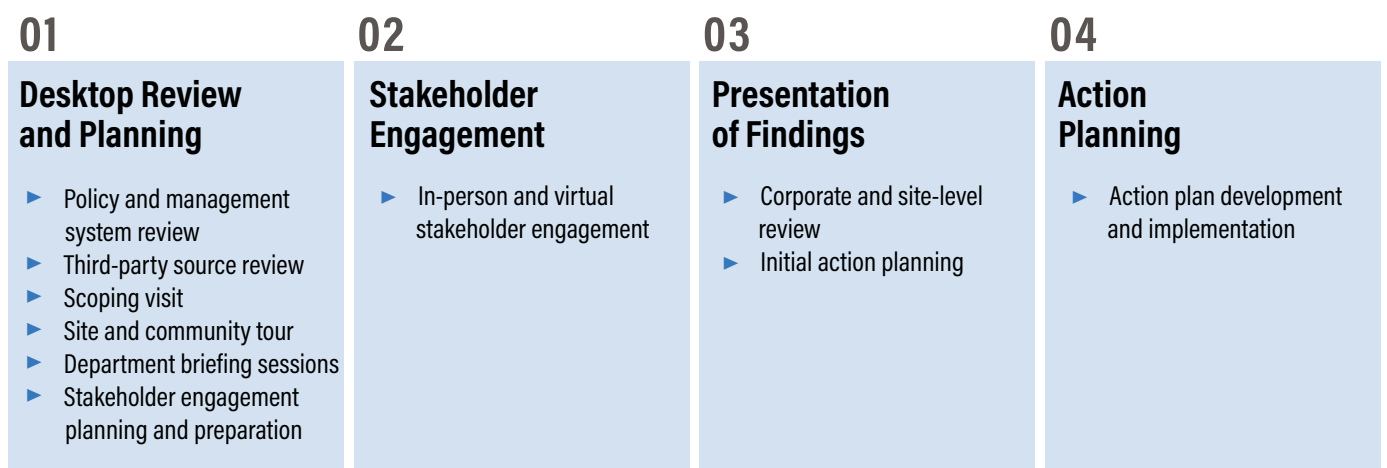 01
Desktop Review
and Planning
► Policy and management
system review
► Third-party source review
► Scoping visit
► Site and community tour
► Department briefing sessions
► Stakeholder engagement
planning and preparation
02
Stakeholder
Engagement
► In-person and virtual
stakeholder engagement
03
Presentation
of Findings
► Corporate and site-level
review
► Initial action planning
04
Action
Planning
► Action plan development
and implementation